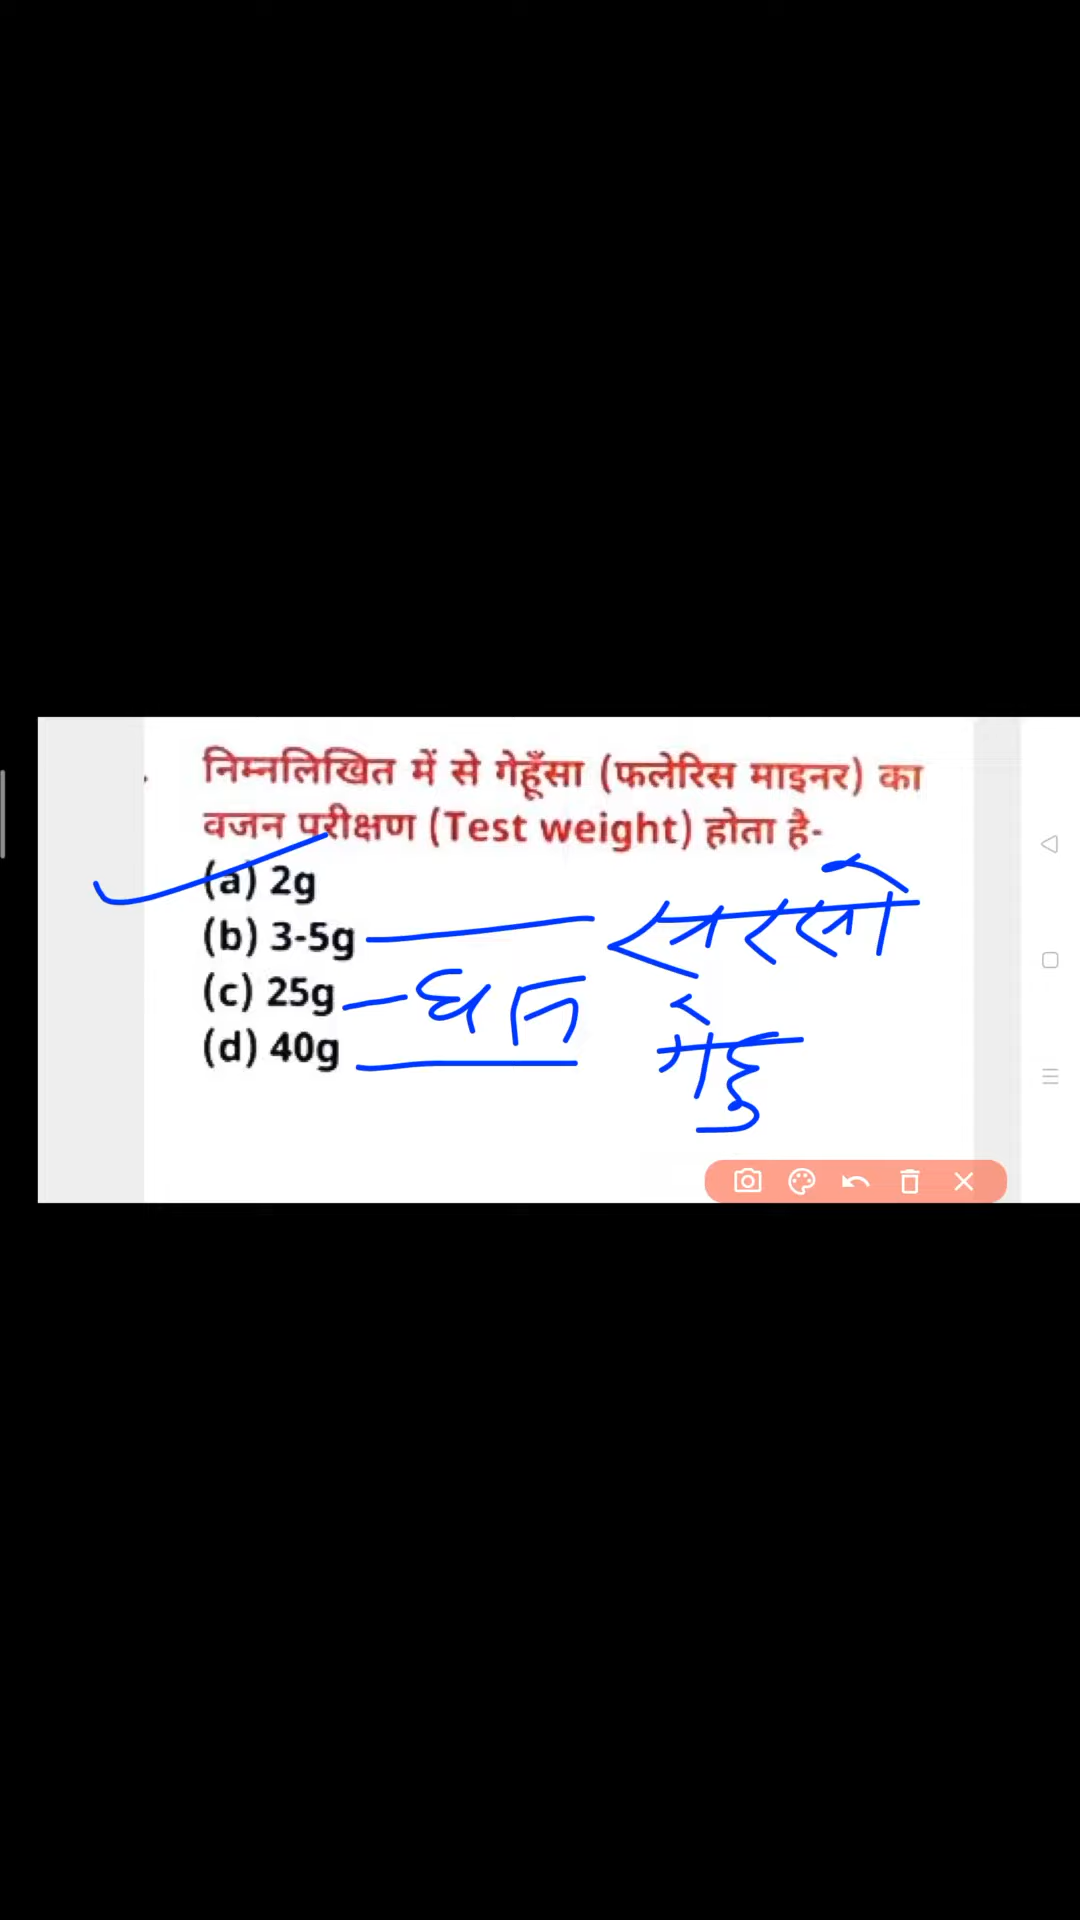 निम्नलिखित में से गेहूँसा (फलेरिस माइनर) का
वजन परीक्षण (Test weight) होता है-
(a) 2g
(b) 3-5g सरसो
(c) 25g धान
(d) 40g गेहु